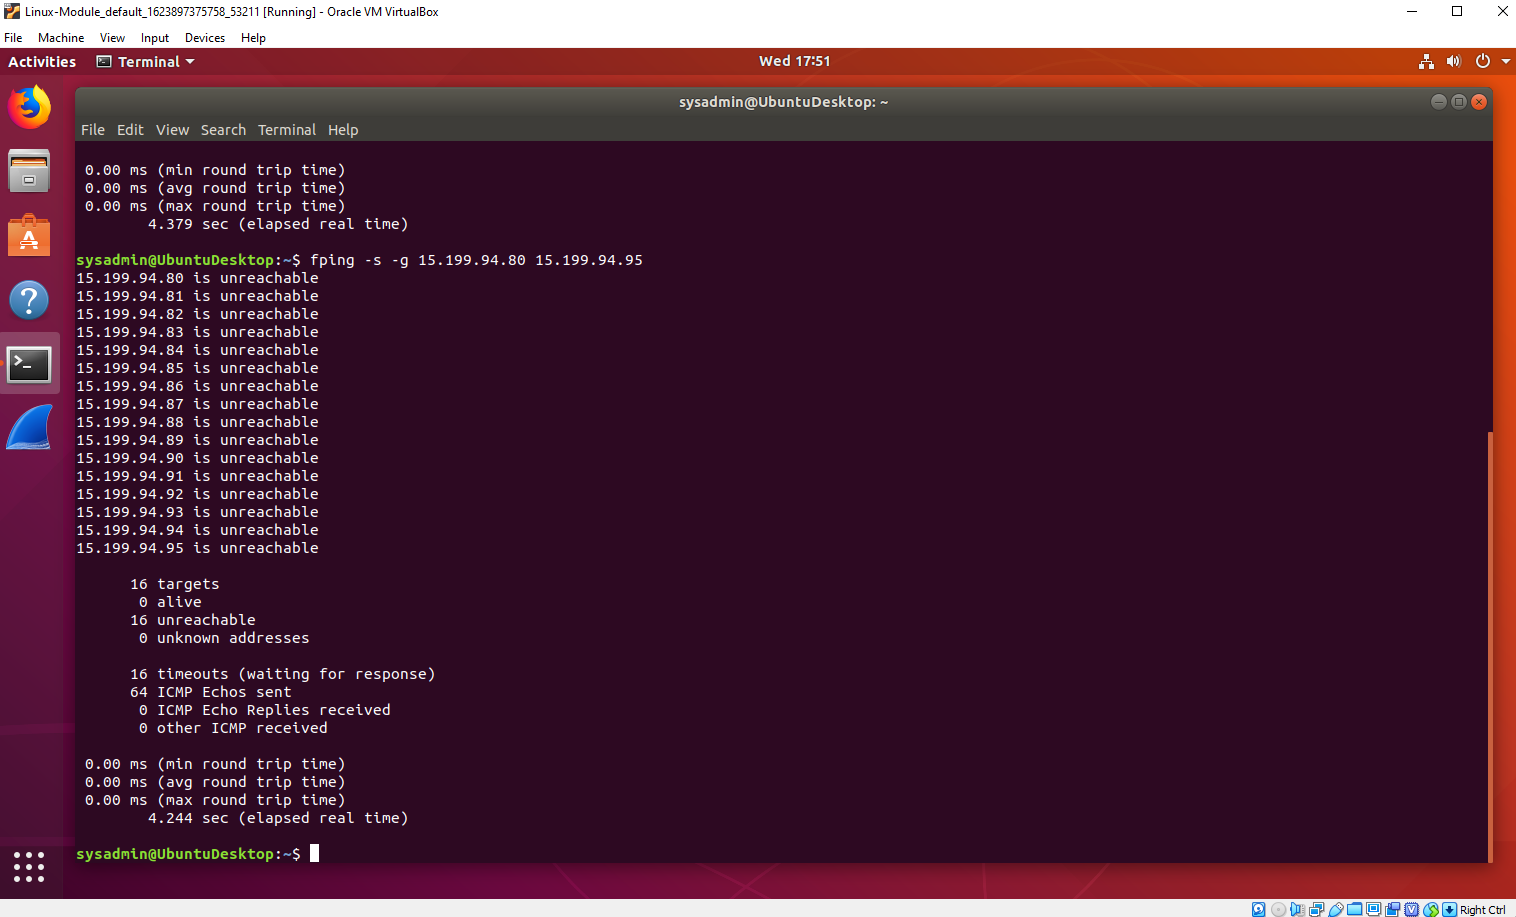 Linux-Module_default_1623897375758_53211 [Running] - Oracle VM VirtualBox
File Machine View Input Devices Help
Activities Terminal Wed 17:51
sysadmin@UbuntuDesktop: ~
File Edit View Search Terminal Help
0.00 ms (min round trip time)
0.00 ms (avg round trip time)
0.00 ms (max round trip time)
4.379 sec (elapsed real time)
sysadmin@UbuntuDesktop:~$ fping -s -g 15.199.94.80 15.199.94.95
15.199.94.80 is unreachable
15.199.94.81 is unreachable
15.199.94.82 is unreachable
15.199.94.83 is unreachable
15.199.94.84 is unreachable
15.199.94.85 is unreachable
15.199.94.86 is unreachable
15.199.94.87 is unreachable
15.199.94.88 is unreachable
15.199.94.89 is unreachable
15.199.94.90 is unreachable
15.199.94.91 is unreachable
15.199.94.92 is unreachable
15.199.94.93 is unreachable
15.199.94.94 is unreachable
15.199.94.95 is unreachable
16 targets
0 alive
16 unreachable
0 unknown addresses
16 timeouts (waiting for response)
64 ICMP Echos sent
0 ICMP Echo Replies received
0 other ICMP received
0.00 ms (min round trip time)
0.00 ms (avg round trip time)
0.00 ms (max round trip time)
4.244 sec (elapsed real time)
sysadmin@UbuntuDesktop:~$
Right Ctrl